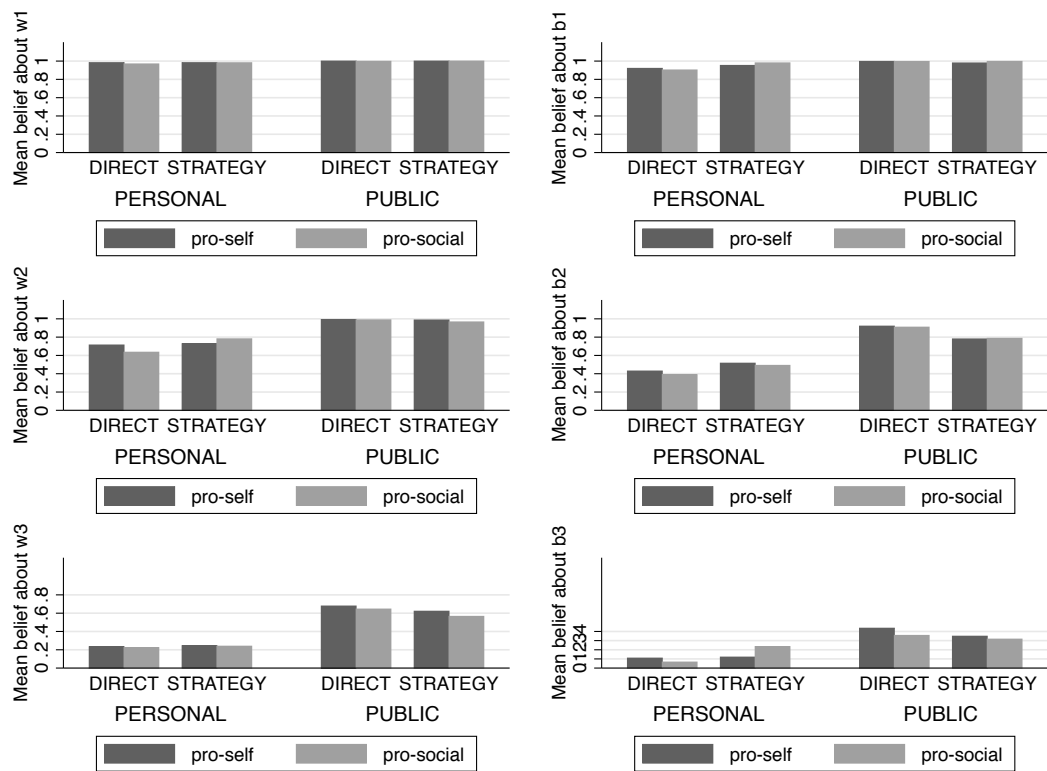 Mean belief about w1
0 .2 .4 .6 .8 1
DIRECT STRATEGY DIRECT STRATEGY
PERSONAL PUBLIC
pro-self pro-social
Mean belief about b1
0 .2 .4 .6 .8 1
DIRECT STRATEGY DIRECT STRATEGY
PERSONAL PUBLIC
pro-self pro-social
Mean belief about w2
0 .2 .4 .6 .8 1
DIRECT STRATEGY DIRECT STRATEGY
PERSONAL PUBLIC
pro-self pro-social
Mean belief about b2
0 .2 .4 .6 .8 1
DIRECT STRATEGY DIRECT STRATEGY
PERSONAL PUBLIC
pro-self pro-social
Mean belief about w3
0 .2 .4 .6 .8
DIRECT STRATEGY DIRECT STRATEGY
PERSONAL PUBLIC
pro-self pro-social
Mean belief about b3
0 .1 .2 .3 .4
DIRECT STRATEGY DIRECT STRATEGY
PERSONAL PUBLIC
pro-self pro-social